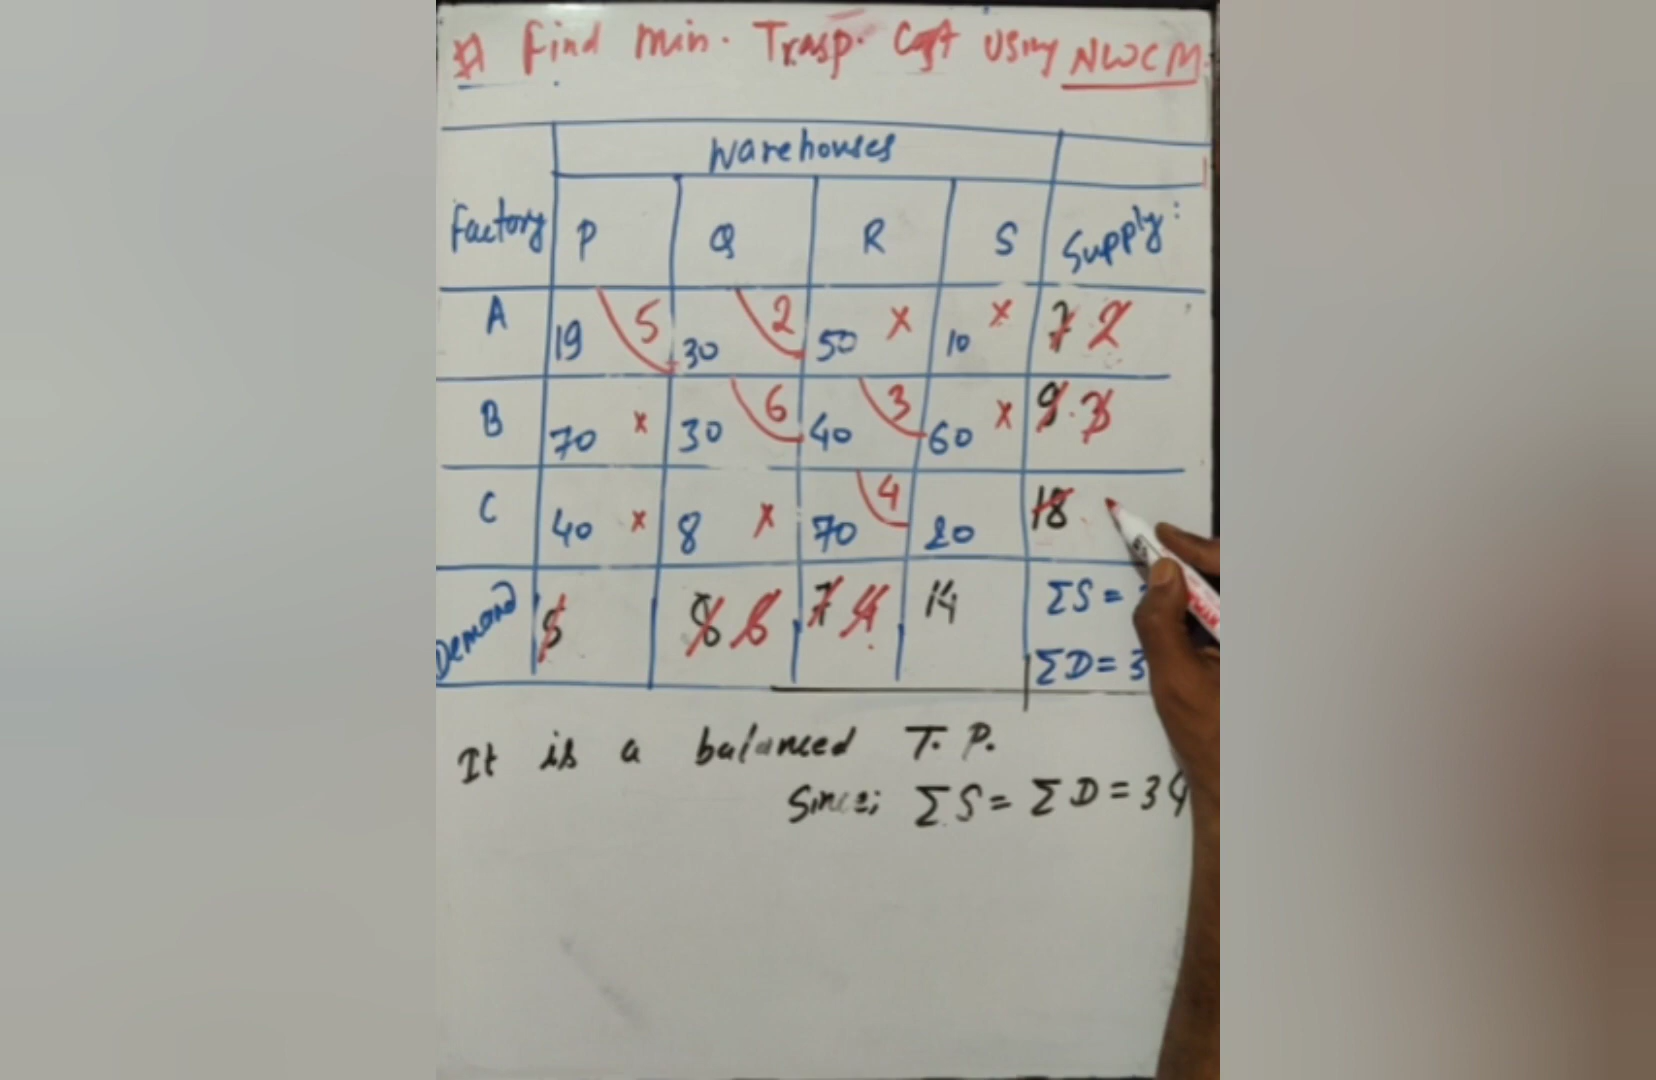 Find Min. Trasp. Cost Using NWCM.
Warehouses
Factory P Q R S Supply:
A 19 5 30 2 50 x 10 x 7 2
B 70 x 30 6 40 3 60 x 9 3
C 40 x 8 x 70 4 20 18
Demand 5 8 6 7 4 14 ΣS =
ΣD = 3
It is a balanced T. P.
Since; ΣS = ΣD = 34